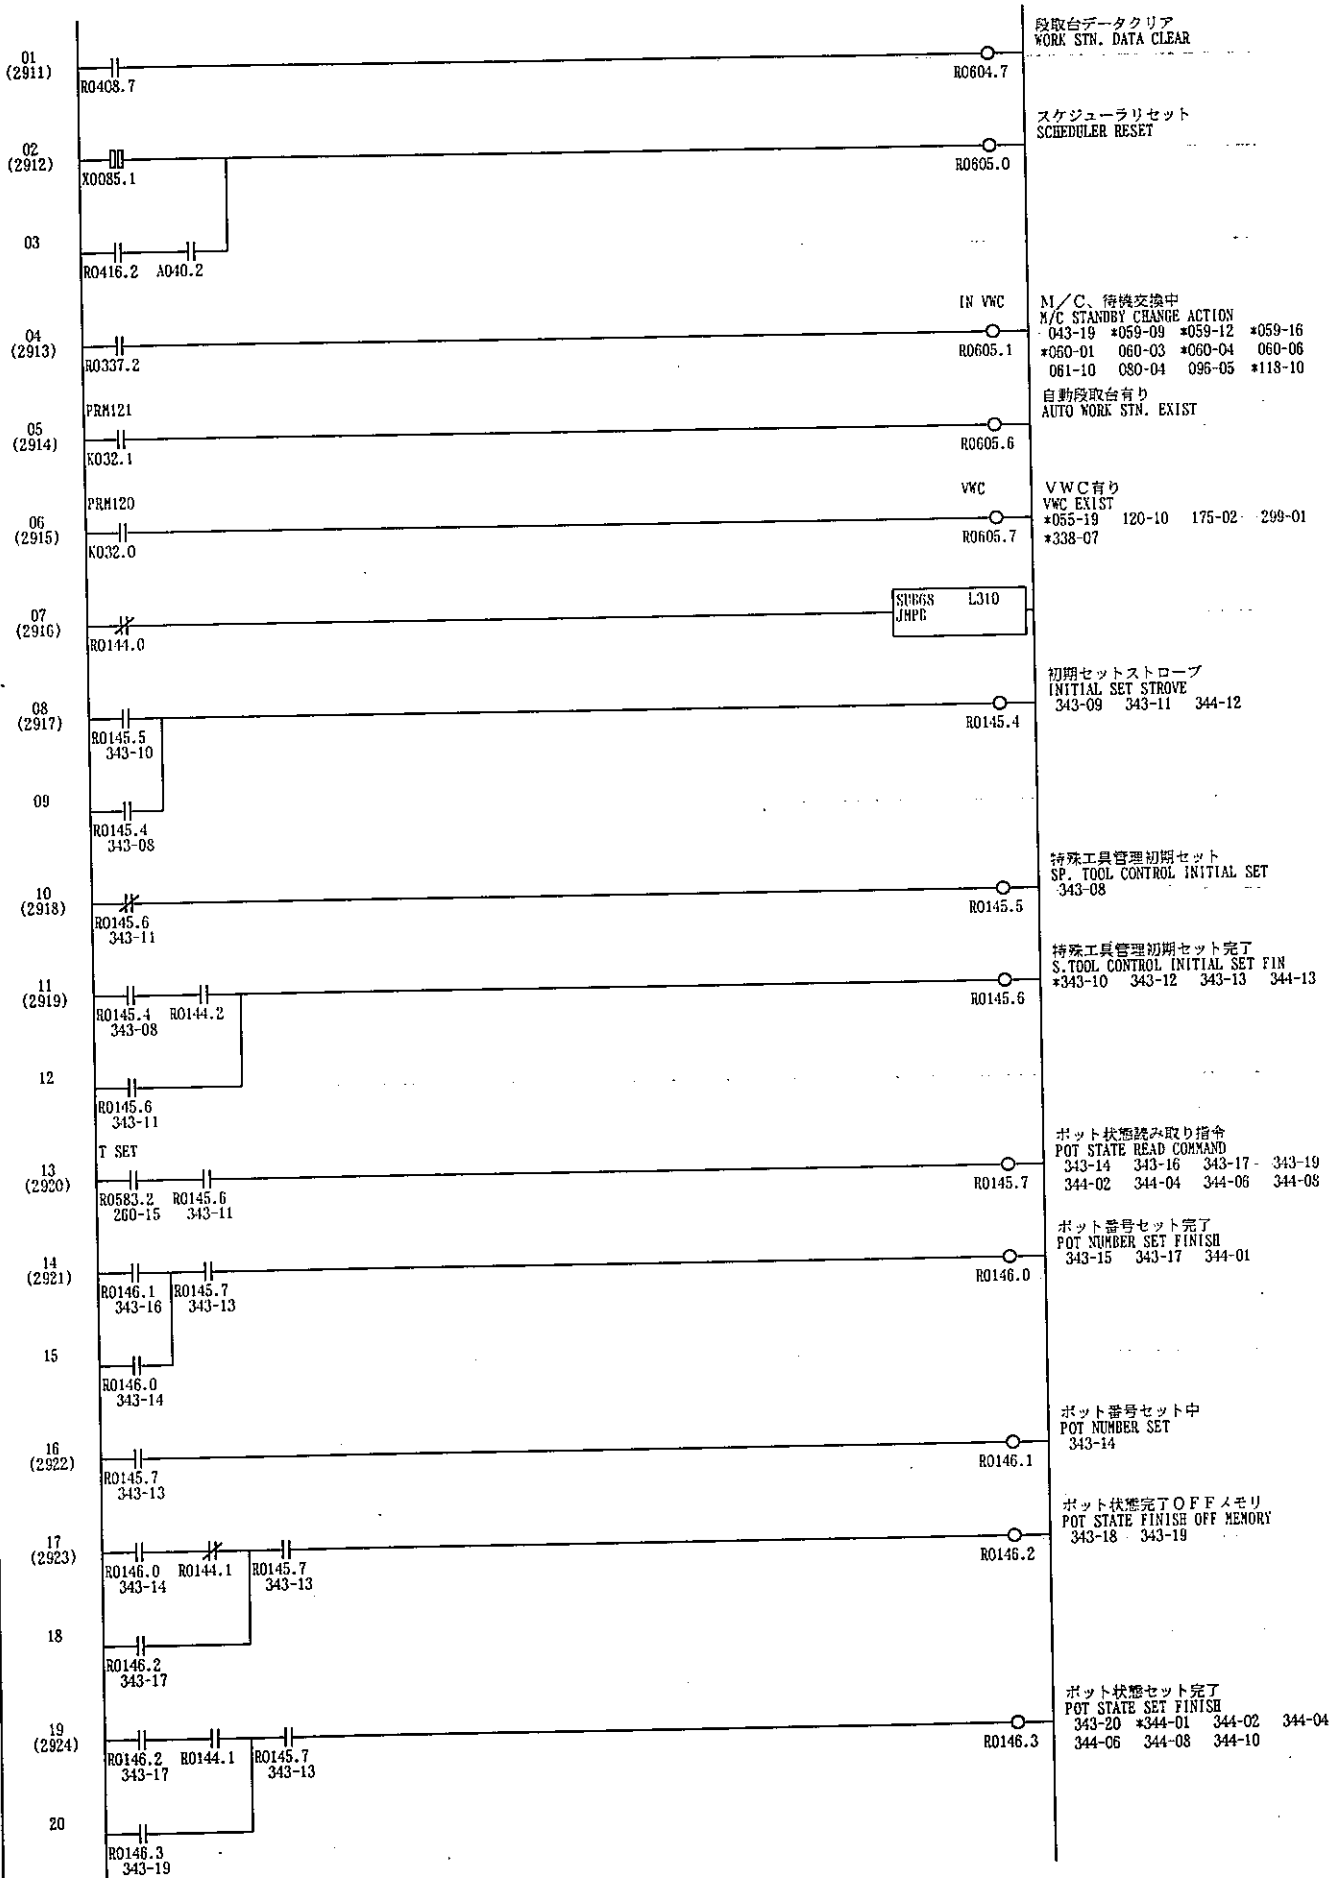 段取台データクリア
WORK STN. DATA CLEAR
01
(2911)
R0408.7
R0604.7
スケジューラリセット
SCHEDULER RESET
02
(2912)
X0085.1
R0605.0
03
R0416.2 A040.2
IN VWC
M/C、待機交換中
M/C STANDBY CHANGE ACTION
043-19 *059-09 *059-12 *059-16
*060-01 060-03 *060-04 060-06
061-10 080-04 096-05 *118-10
04
(2913)
R0337.2
R0605.1
自動段取台有り
AUTO WORK STN. EXIST
PRM121
05
(2914)
K032.1
R0605.6
PRM120
VWC
VWC有り
VWC EXIST
*055-19 120-10 175-02 299-01
*338-07
06
(2915)
K032.0
R0605.7
07
(2916)
R0144.0
SUB68 L310
JMPB
初期セットストローブ
INITIAL SET STROVE
343-09 343-11 344-12
08
(2917)
R0145.5
343-10
R0145.4
09
R0145.4
343-08
特殊工具管理初期セット
SP. TOOL CONTROL INITIAL SET
343-08
10
(2918)
R0145.6
343-11
R0145.5
特殊工具管理初期セット完了
S.TOOL CONTROL INITIAL SET FIN
*343-10 343-12 343-13 344-13
11
(2919)
R0145.4 R0144.2
343-08
R0145.6
12
R0145.6
343-11
ポット状態読み取り指令
POT STATE READ COMMAND
343-14 343-16 343-17 343-19
344-02 344-04 344-06 344-08
T SET
13
(2920)
R0583.2 R0145.6
260-15 343-11
R0145.7
ポット番号セット完了
POT NUMBER SET FINISH
343-15 343-17 344-01
14
(2921)
R0146.1 R0145.7
343-16 343-13
R0146.0
15
R0146.0
343-14
ポット番号セット中
POT NUMBER SET
343-14
16
(2922)
R0145.7
343-13
R0146.1
ポット状態完了OFFメモリ
POT STATE FINISH OFF MEMORY
343-18 343-19
17
(2923)
R0146.0 R0144.1 R0145.7
343-14 343-13
R0146.2
18
R0146.2
343-17
ポット状態セット完了
POT STATE SET FINISH
343-20 *344-01 344-02 344-04
344-06 344-08 344-10
19
(2924)
R0146.2 R0144.1 R0145.7
343-17 343-13
R0146.3
20
R0146.3
343-19